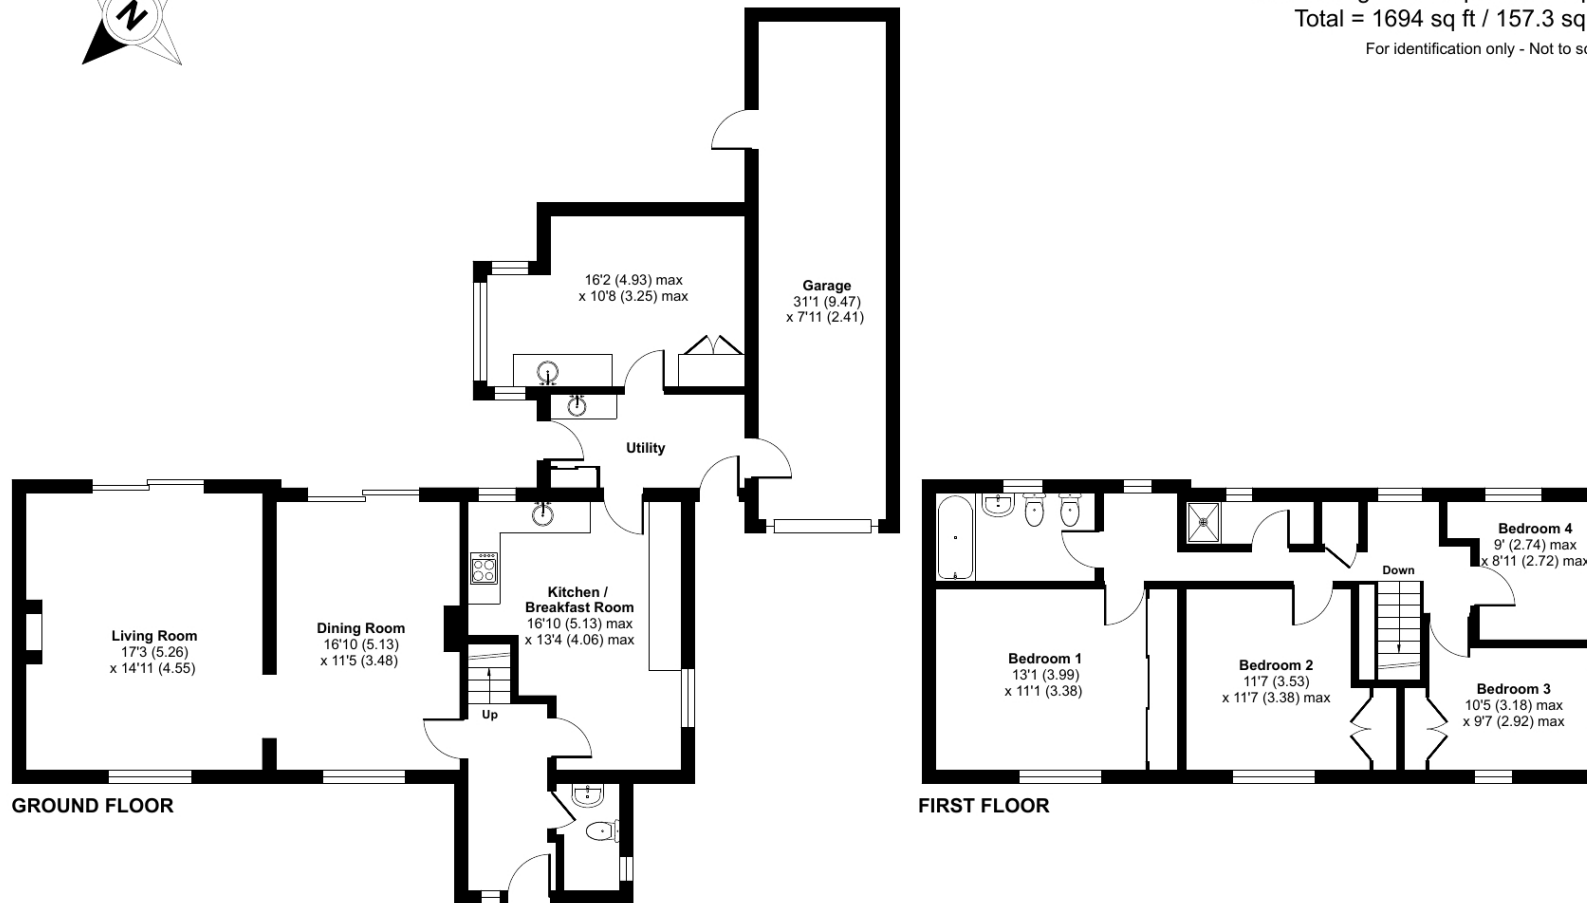 N
Total = 1694 sq ft / 157.3 sq
For identification only - Not to
16'2 (4.93) max
x 10'8 (3.25) max
Garage
31'1 (9.47)
x 7'11 (2.41)
Utility
Living Room
17'3 (5.26)
x 14'11 (4.55)
Dining Room
16'10 (5.13)
x 11'5 (3.48)
Kitchen /
Breakfast Room
16'10 (5.13) max
x 13'4 (4.06) max
Up
GROUND FLOOR
Bedroom 1
13'1 (3.99)
x 11'1 (3.38)
Bedroom 2
11'7 (3.53)
x 11'7 (3.38) max
Down
Bedroom 4
9' (2.74) max
x 8'11 (2.72) max
Bedroom 3
10'5 (3.18) max
x 9'7 (2.92) max
FIRST FLOOR